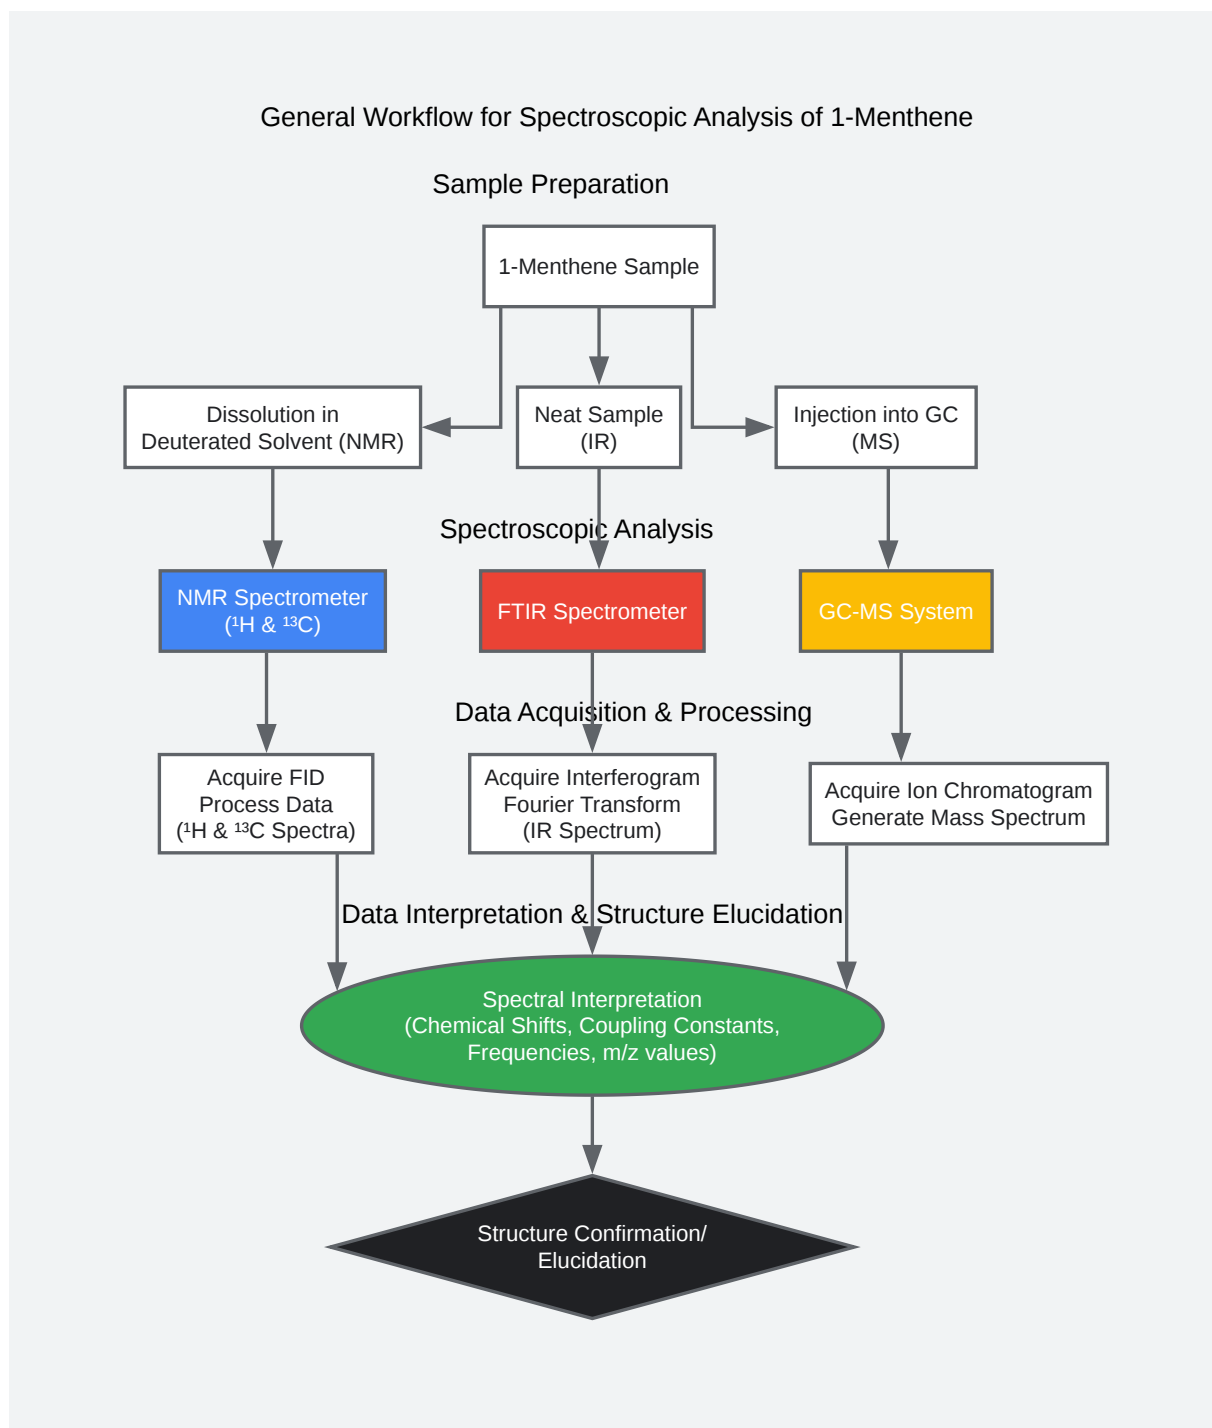 General Workflow for Spectroscopic Analysis of 1-Menthene
Sample Preparation
1-Menthene Sample
Dissolution in
Deuterated Solvent (NMR)
Neat Sample
(IR)
Injection into GC
(MS)
Spectroscopic Analysis
NMR Spectrometer
(¹H & ¹³C)
FTIR Spectrometer
GC-MS System
Data Acquisition & Processing
Acquire FID
Process Data
(¹H & ¹³C Spectra)
Acquire Interferogram
Fourier Transform
(IR Spectrum)
Acquire Ion Chromatogram
Generate Mass Spectrum
Data Interpretation & Structure Elucidation
Spectral Interpretation
(Chemical Shifts, Coupling Constants,
Frequencies, m/z values)
Structure Confirmation/
Elucidation